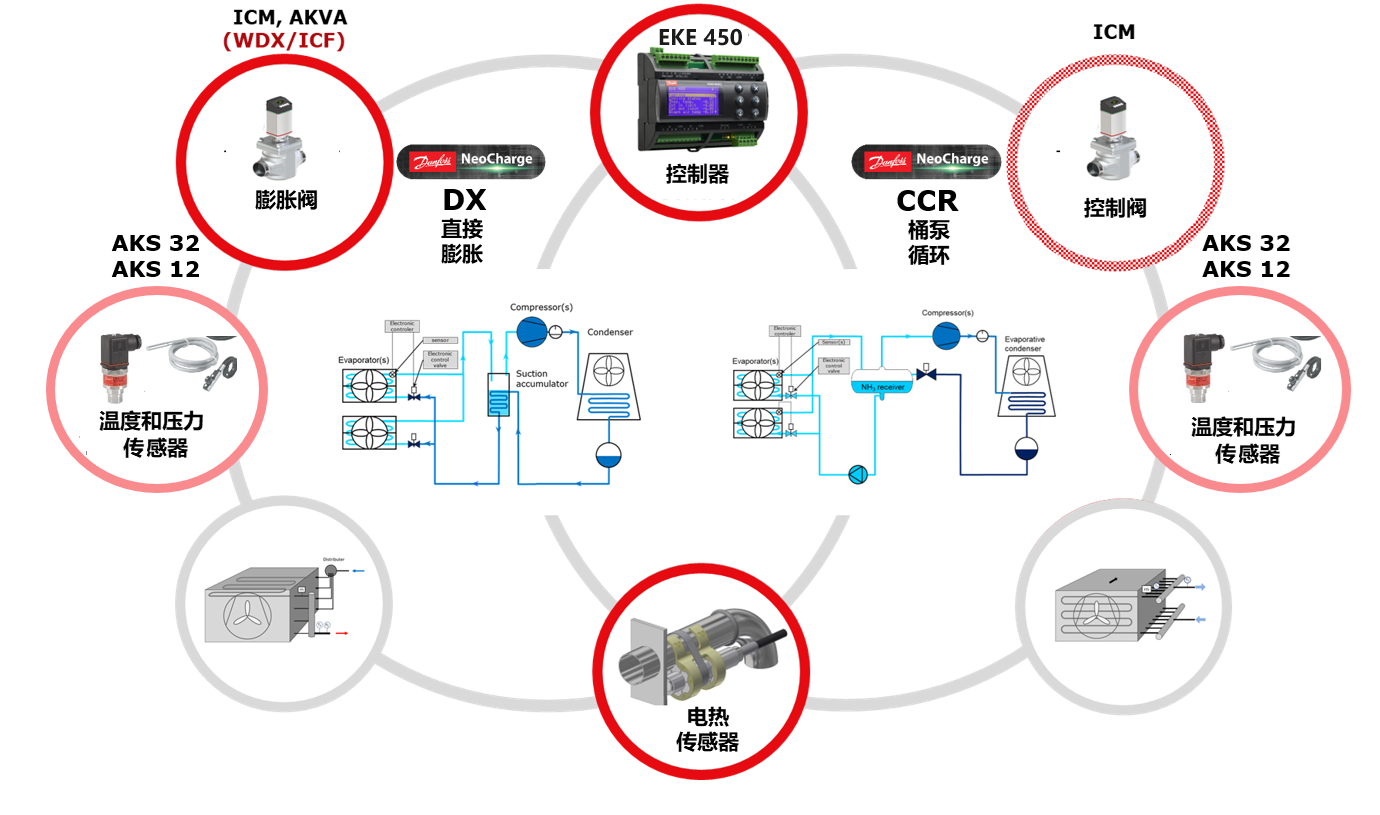 ICM, AKVA
(WDX/ICF)
EKE 450
ICM
膨胀阀
控制器
控制阀
Danfoss NeoCharge
DX
直接
膨胀
Danfoss NeoCharge
CCR
桶泵
循环
AKS 32
AKS 12
AKS 32
AKS 12
温度和压力
传感器
温度和压力
传感器
Electronic
controler
sensor
Electronic
control
valve
Evaporator(s)
Compressor(s)
Condenser
Suction
accumulator
Electronic
controler
Sensor(s)
Electronic
control
valve
Evaporator(s)
Compressor(s)
Evaporative
condenser
NH₃ receiver
Distributer
电热
传感器